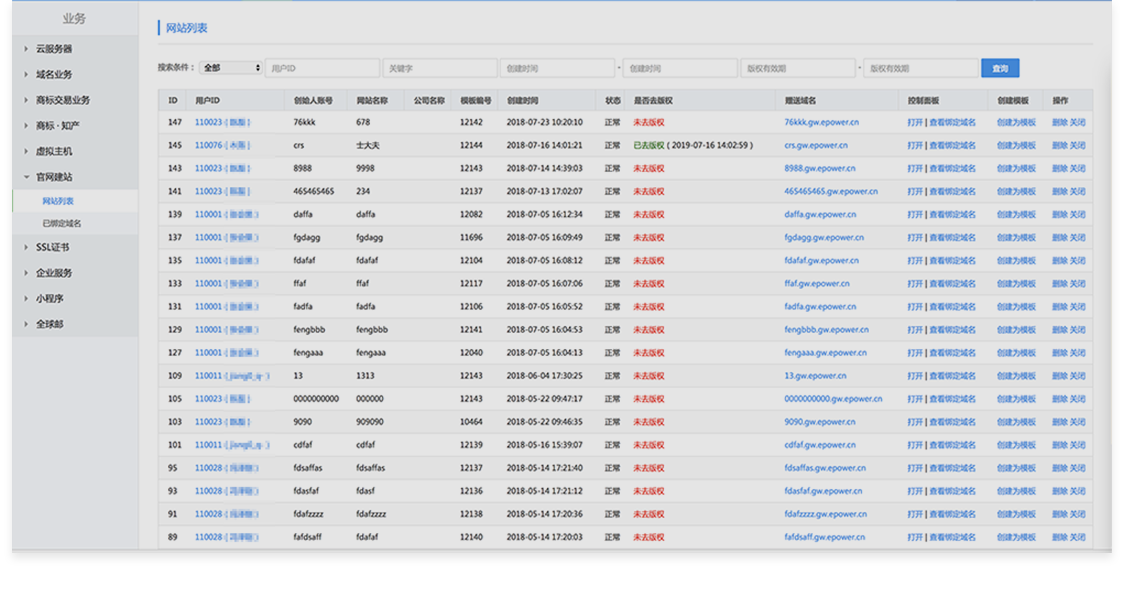 业务
网站列表
云服务器
域名业务
商标交易业务
商标·知产
虚拟主机
官网建站
网站列表
已绑定域名
SSL证书
企业服务
小程序
全球邮
搜索条件： 全部 用户ID 关键字 创建时间 - 创建时间 版权有效期 - 版权有效期 查询
ID 用户ID 创始人账号 网站名称 公司名称 模板编号 创建时间 状态 是否去版权 赠送域名 控制面板 创建模板 操作
147 110023 76kkk 678 12142 2018-07-23 10:20:10 正常 未去版权 76kkk.gw.epower.cn 打开 | 查看绑定域名 创建为模板 删除 关闭
145 110076 crs 士大夫 12144 2018-07-16 14:01:21 正常 已去版权 ( 2019-07-16 14:02:59 ) crs.gw.epower.cn 打开 | 查看绑定域名 创建为模板 删除 关闭
143 110023 8988 9998 12143 2018-07-14 14:39:03 正常 未去版权 8988.gw.epower.cn 打开 | 查看绑定域名 创建为模板 删除 关闭
141 110023 465465465 234 12137 2018-07-13 17:02:07 正常 未去版权 465465465.gw.epower.cn 打开 | 查看绑定域名 创建为模板 删除 关闭
139 110001 daffa daffa 12082 2018-07-05 16:12:34 正常 未去版权 daffa.gw.epower.cn 打开 | 查看绑定域名 创建为模板 删除 关闭
137 110001 fgdagg fgdagg 11696 2018-07-05 16:09:49 正常 未去版权 fgdagg.gw.epower.cn 打开 | 查看绑定域名 创建为模板 删除 关闭
135 110001 fdafaf fdafaf 12104 2018-07-05 16:08:12 正常 未去版权 fdafaf.gw.epower.cn 打开 | 查看绑定域名 创建为模板 删除 关闭
133 110001 ffaf ffaf 12117 2018-07-05 16:07:06 正常 未去版权 ffaf.gw.epower.cn 打开 | 查看绑定域名 创建为模板 删除 关闭
131 110001 fadfa fadfa 12106 2018-07-05 16:05:52 正常 未去版权 fadfa.gw.epower.cn 打开 | 查看绑定域名 创建为模板 删除 关闭
129 110001 fengbbb fengbbb 12141 2018-07-05 16:04:53 正常 未去版权 fengbbb.gw.epower.cn 打开 | 查看绑定域名 创建为模板 删除 关闭
127 110001 fengaaa fengaaa 12040 2018-07-05 16:04:13 正常 未去版权 fengaaa.gw.epower.cn 打开 | 查看绑定域名 创建为模板 删除 关闭
109 110011 13 1313 12143 2018-06-04 17:30:25 正常 未去版权 13.gw.epower.cn 打开 | 查看绑定域名 创建为模板 删除 关闭
105 110023 0000000000 000000 12143 2018-05-22 09:47:17 正常 未去版权 0000000000.gw.epower.cn 打开 | 查看绑定域名 创建为模板 删除 关闭
103 110023 9090 909090 10464 2018-05-22 09:46:35 正常 未去版权 9090.gw.epower.cn 打开 | 查看绑定域名 创建为模板 删除 关闭
101 110011 cdfaf cdfaf 12139 2018-05-16 15:39:07 正常 未去版权 cdfaf.gw.epower.cn 打开 | 查看绑定域名 创建为模板 删除 关闭
95 110028 fdsaffas fdsaffas 12137 2018-05-14 17:21:40 正常 未去版权 fdsaffas.gw.epower.cn 打开 | 查看绑定域名 创建为模板 删除 关闭
93 110028 fdasfaf fdasf 12136 2018-05-14 17:21:12 正常 未去版权 fdasfaf.gw.epower.cn 打开 | 查看绑定域名 创建为模板 删除 关闭
91 110028 fdafzzzz fdafzzzz 12138 2018-05-14 17:20:36 正常 未去版权 fdafzzzz.gw.epower.cn 打开 | 查看绑定域名 创建为模板 删除 关闭
89 110028 fafdsaff fdafaf 12140 2018-05-14 17:20:03 正常 未去版权 fafdsaff.gw.epower.cn 打开 | 查看绑定域名 创建为模板 删除 关闭